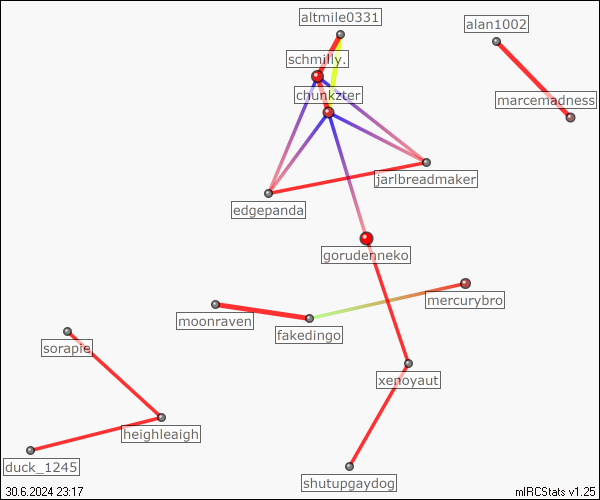 altmile0331
alan1002
schmilly.
chunkzter
marcemadness
jarlbreadmaker
edgepanda
gorudenneko
mercurybro
moonraven
fakedingo
sorapie
xenoyaut
heighleaigh
duck_1245
shutupgaydog
30.6.2024 23:17
mIRCStats v1.25